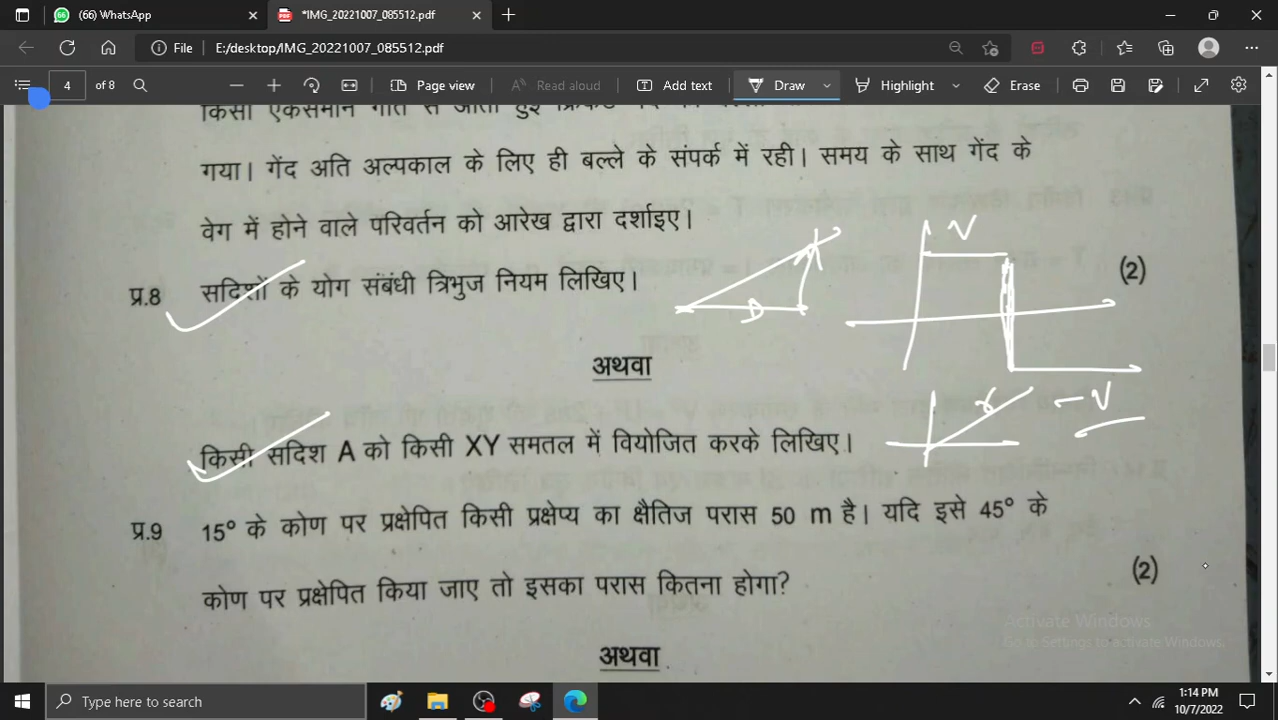 (66) WhatsApp
*IMG_20221007_085512.pdf
File E:/desktop/IMG_20221007_085512.pdf
4 of 8 Page view Read aloud Add text Draw Highlight Erase
गया। गेंद अति अल्पकाल के लिए ही बल्ले के संपर्क में रही। समय के साथ गेंद के
वेग में होने वाले परिवर्तन को आरेख द्वारा दर्शाइए।
V
प्र.8 सदिशों के योग संबंधी त्रिभुज नियम लिखिए। (2)
अथवा
-V
किसी सदिश A को किसी XY समतल में वियोजित करके लिखिए।
प्र.9 15° के कोण पर प्रक्षेपित किसी प्रक्षेप्य का क्षैतिज परास 50 m है। यदि इसे 45° के
कोण पर प्रक्षेपित किया जाए तो इसका परास कितना होगा? (2)
Activate Windows
Go to Settings to activate Windows.
अथवा
Type here to search
1:14 PM
10/7/2022